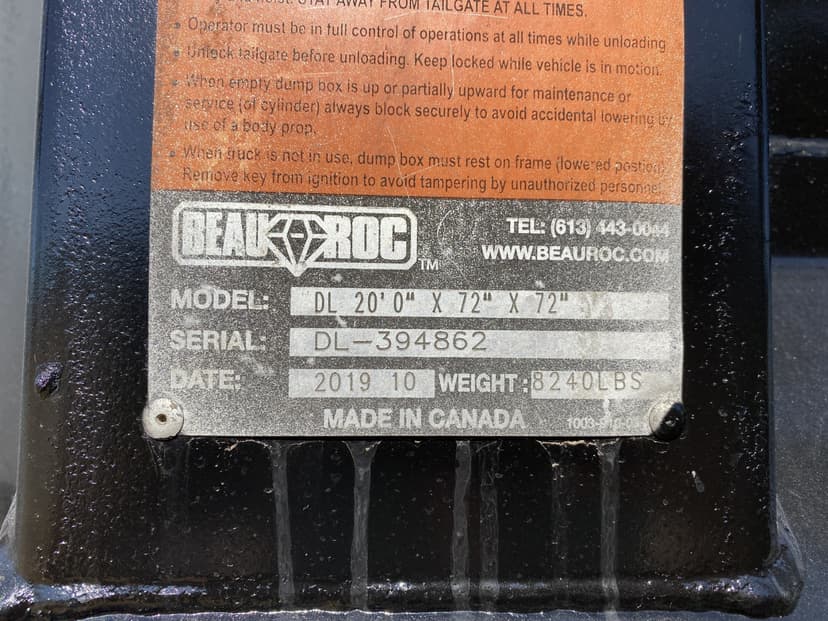 and hoist. STAY AWAY FROM TAILGATE AT ALL TIMES.
• Operator must be in full control of operations at all times while unloading
• Unlock tailgate before unloading. Keep locked while vehicle is in motion.
• When empty dump box is up or partially upward for maintenance or
service (of cylinder) always block securely to avoid accidental lowering by
use of a body prop.
• When truck is not in use, dump box must rest on frame (lowered postion)
Remove key from ignition to avoid tampering by unauthorized personnel
BEAU-ROC TM
TEL: (613) 443-0044
WWW.BEAUROC.COM
MODEL: DL 20'0" X 72" X 72"
SERIAL: DL-394862
DATE: 2019 10 WEIGHT: 8240LBS
MADE IN CANADA